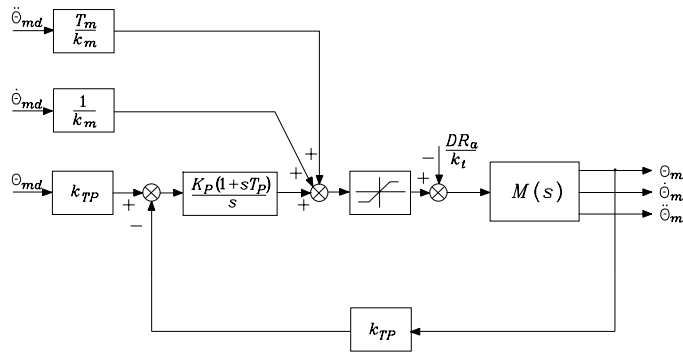 Θ̈md
Tm
km
Θ̇md
1
km
+
+
− DRa
kt
+
Θmd
kTP
+
−
KP(1+sTP)
s
+
M(s)
Θm
Θ̇m
Θ̈m
kTP